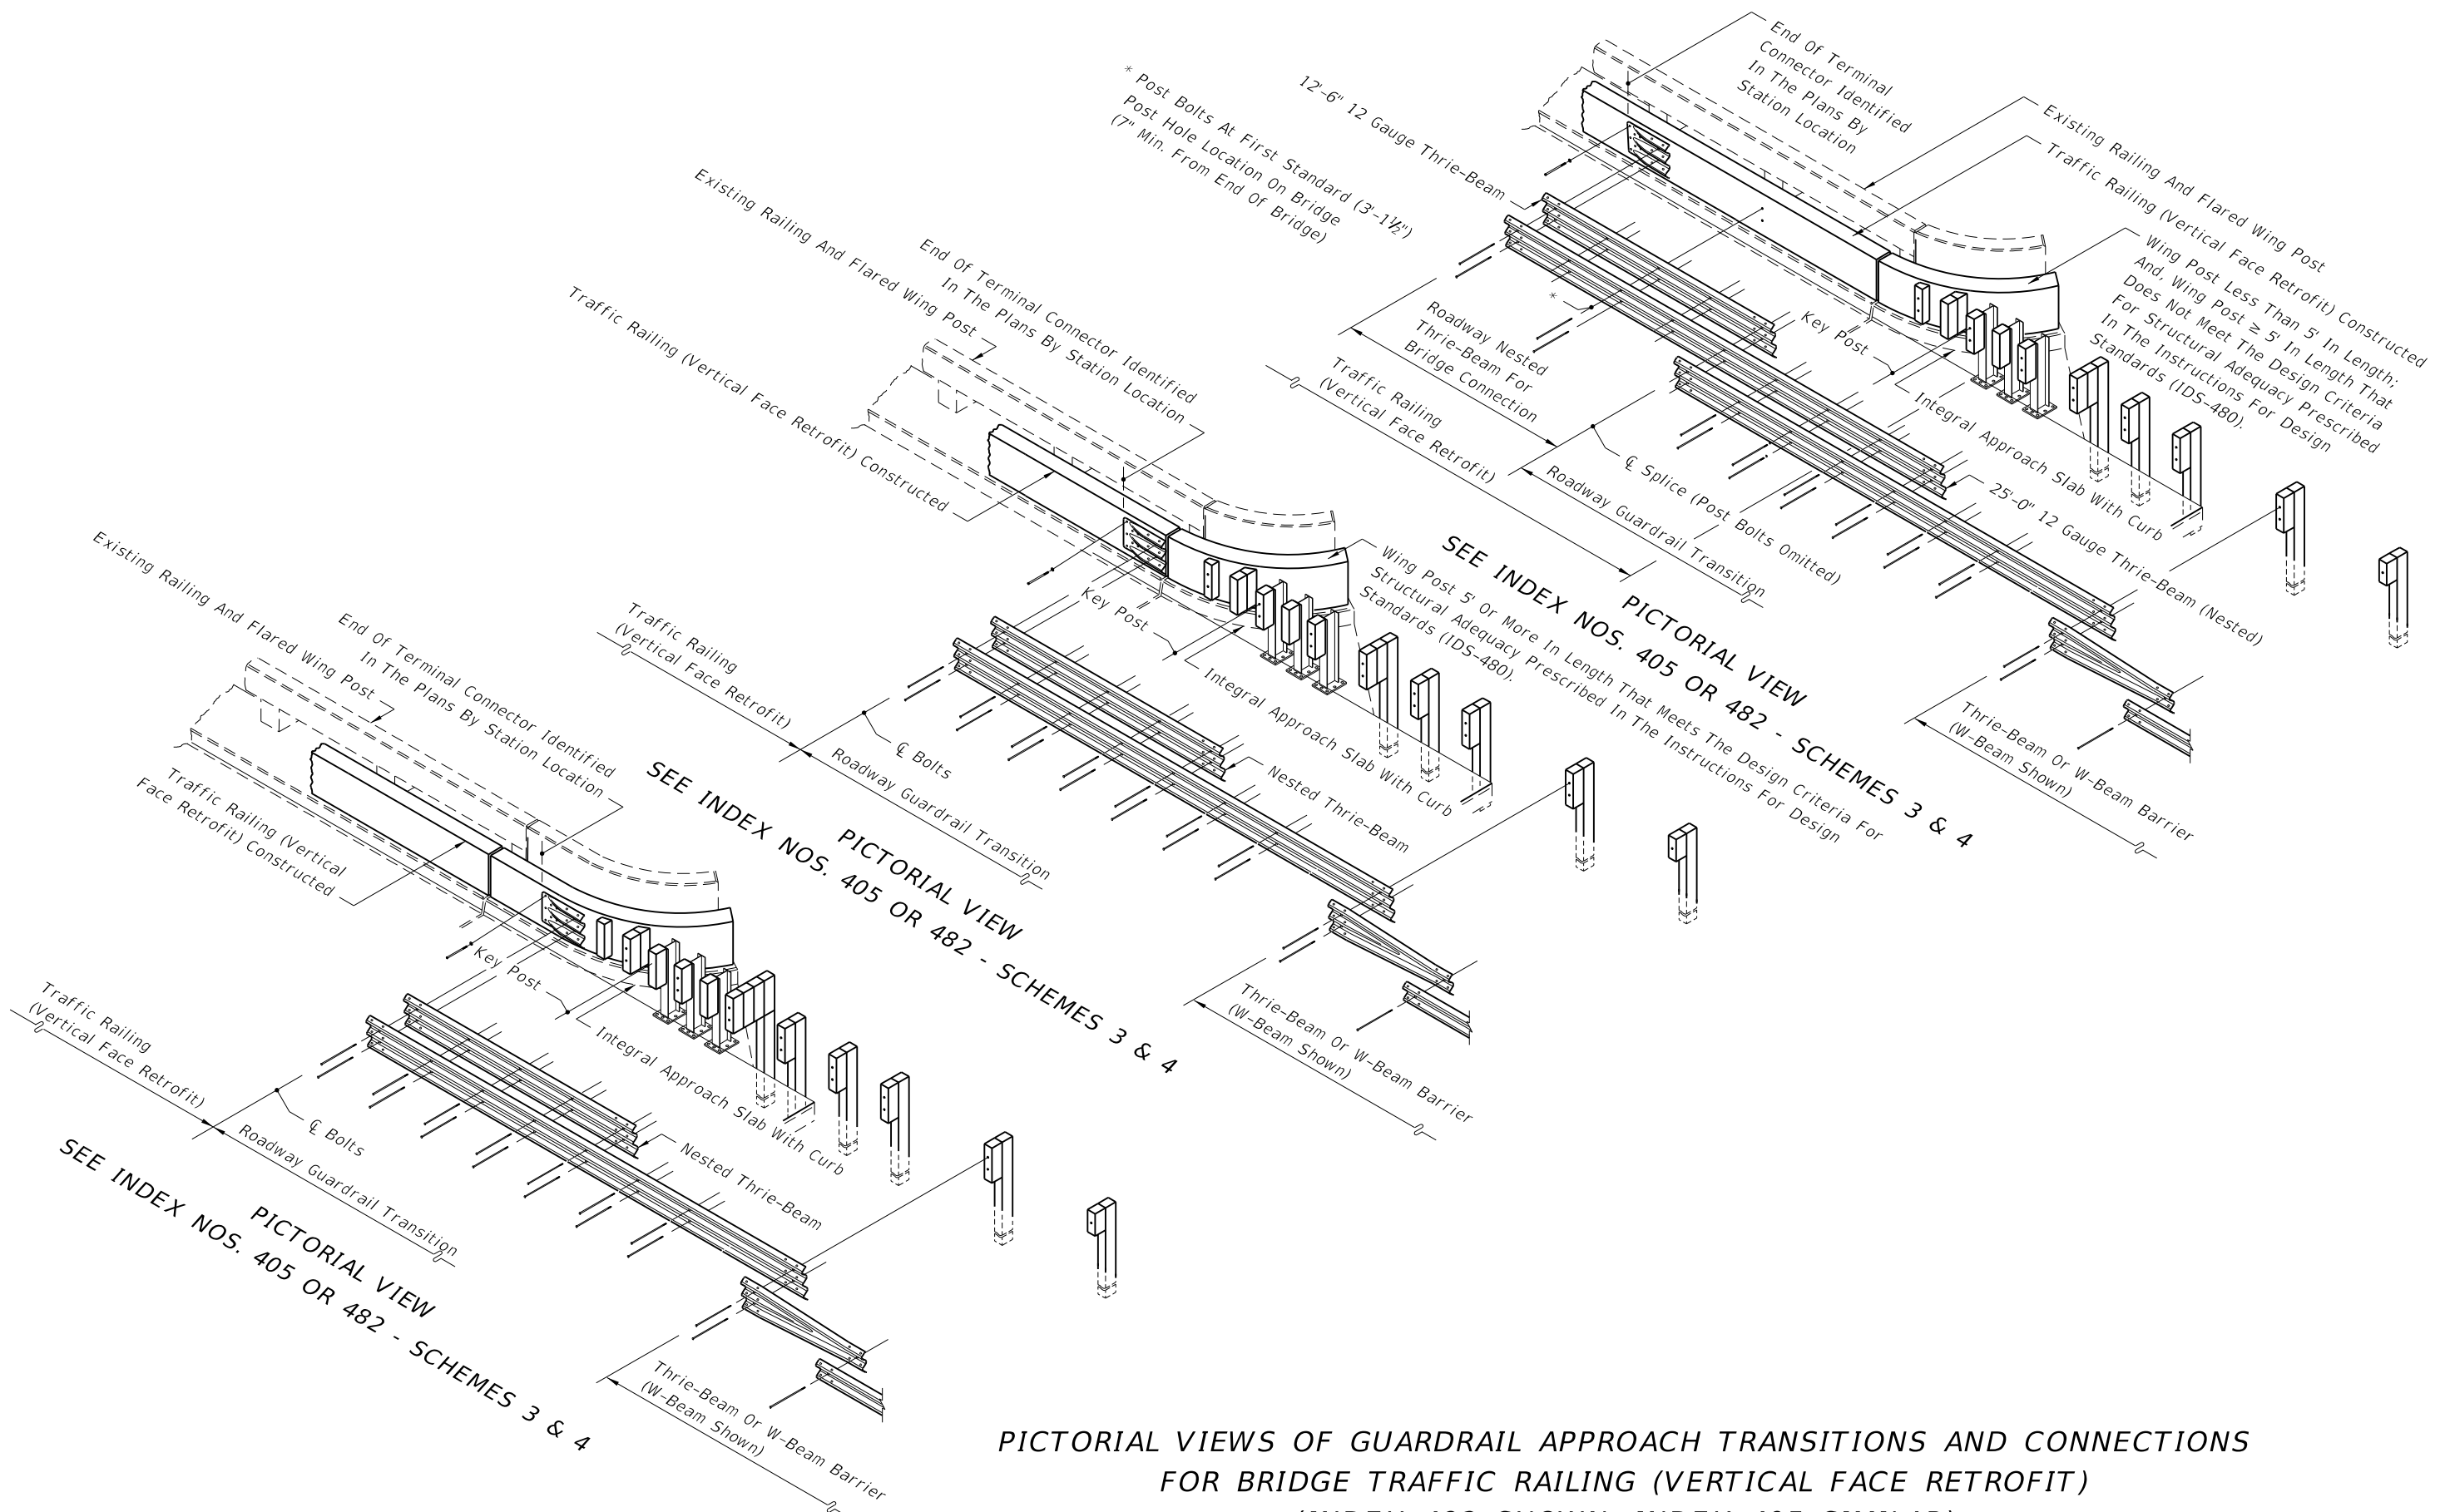 End Of Terminal
Connector Identified
In The Plans By
Station Location
Existing Railing And Flared Wing Post
Traffic Railing (Vertical Face Retrofit) Constructed
Wing Post Less Than 5' In Length;
And, Wing Post ≥ 5' In Length That
Does Not Meet The Design Criteria
For Structural Adequacy Prescribed
In The Instructions For Design
Standards (IDS-480).
* Post Bolts At First Standard (3'-1½")
Post Hole Location On Bridge
(7" Min. From End Of Bridge)
12'-6" 12 Gauge Thrie-Beam
*
Key Post
Roadway Nested
Thrie-Beam For
Bridge Connection
Traffic Railing
(Vertical Face Retrofit)
℄ Splice (Post Bolts Omitted)
Roadway Guardrail Transition
Integral Approach Slab With Curb
25'-0" 12 Gauge Thrie-Beam (Nested)
Thrie-Beam Or W-Beam Barrier
(W-Beam Shown)
PICTORIAL VIEW
SEE INDEX NOS. 405 OR 482 - SCHEMES 3 & 4
Existing Railing And Flared Wing Post
End Of Terminal Connector Identified
In The Plans By Station Location
Traffic Railing (Vertical Face Retrofit) Constructed
Wing Post 5' Or More In Length That Meets The Design Criteria For
Structural Adequacy Prescribed In The Instructions For Design
Standards (IDS-480).
Key Post
Traffic Railing
(Vertical Face Retrofit)
℄ Bolts
Roadway Guardrail Transition
Integral Approach Slab With Curb
Nested Thrie-Beam
Thrie-Beam Or W-Beam Barrier
(W-Beam Shown)
PICTORIAL VIEW
SEE INDEX NOS. 405 OR 482 - SCHEMES 3 & 4
Existing Railing And Flared Wing Post
End Of Terminal Connector Identified
In The Plans By Station Location
Traffic Railing (Vertical
Face Retrofit) Constructed
Key Post
Traffic Railing
(Vertical Face Retrofit)
℄ Bolts
Roadway Guardrail Transition
Integral Approach Slab With Curb
Nested Thrie-Beam
Thrie-Beam Or W-Beam Barrier
(W-Beam Shown)
PICTORIAL VIEW
SEE INDEX NOS. 405 OR 482 - SCHEMES 3 & 4
PICTORIAL VIEWS OF GUARDRAIL APPROACH TRANSITIONS AND CONNECTIONS
FOR BRIDGE TRAFFIC RAILING (VERTICAL FACE RETROFIT)